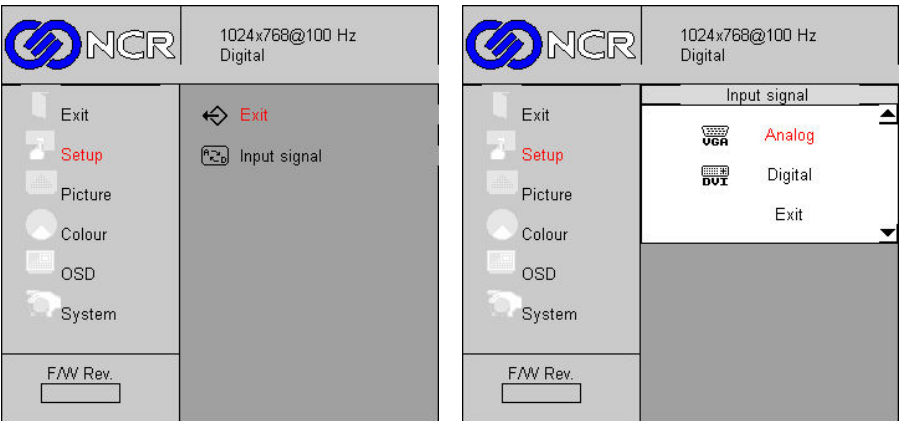 NCR
1024x768@100 Hz
Digital
Exit
Setup
Picture
Colour
OSD
System
F/W Rev.
Exit
Input signal
NCR
1024x768@100 Hz
Digital
Exit
Setup
Picture
Colour
OSD
System
F/W Rev.
Input signal
VGA Analog
DVI Digital
Exit